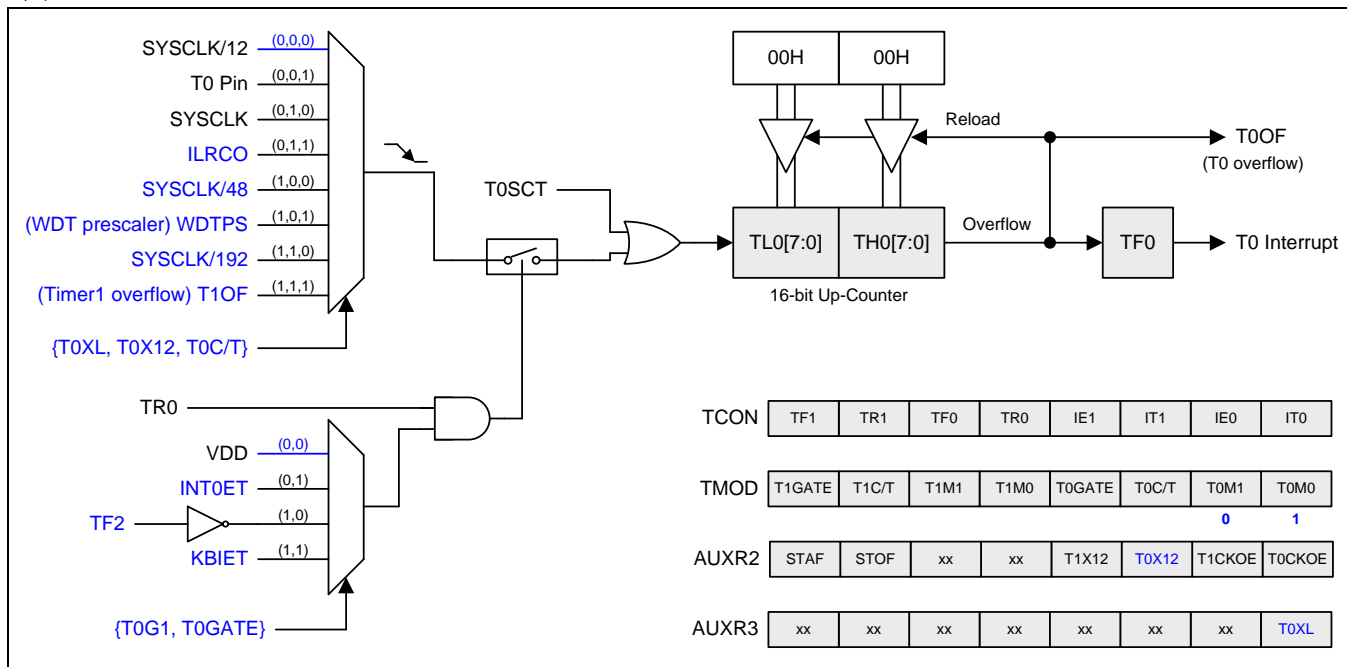 SYSCLK/12 (0,0,0)
T0 Pin (0,0,1)
SYSCLK (0,1,0)
ILRCO (0,1,1)
SYSCLK/48 (1,0,0)
(WDT prescaler) WDTPS (1,0,1)
SYSCLK/192 (1,1,0)
(Timer1 overflow) T1OF (1,1,1)
{T0XL, T0X12, T0C/T}
T0SCT
00H 00H
Reload
T0OF
(T0 overflow)
TL0[7:0] TH0[7:0]
Overflow
TF0
T0 Interrupt
16-bit Up-Counter
TR0
VDD (0,0)
INT0ET (0,1)
TF2 (1,0)
KBIET (1,1)
{T0G1, T0GATE}
TCON TF1 TR1 TF0 TR0 IE1 IT1 IE0 IT0
TMOD T1GATE T1C/T T1M1 T1M0 T0GATE T0C/T T0M1 T0M0
0 1
AUXR2 STAF STOF xx xx T1X12 T0X12 T1CKOE T0CKOE
AUXR3 xx xx xx xx xx xx xx T0XL